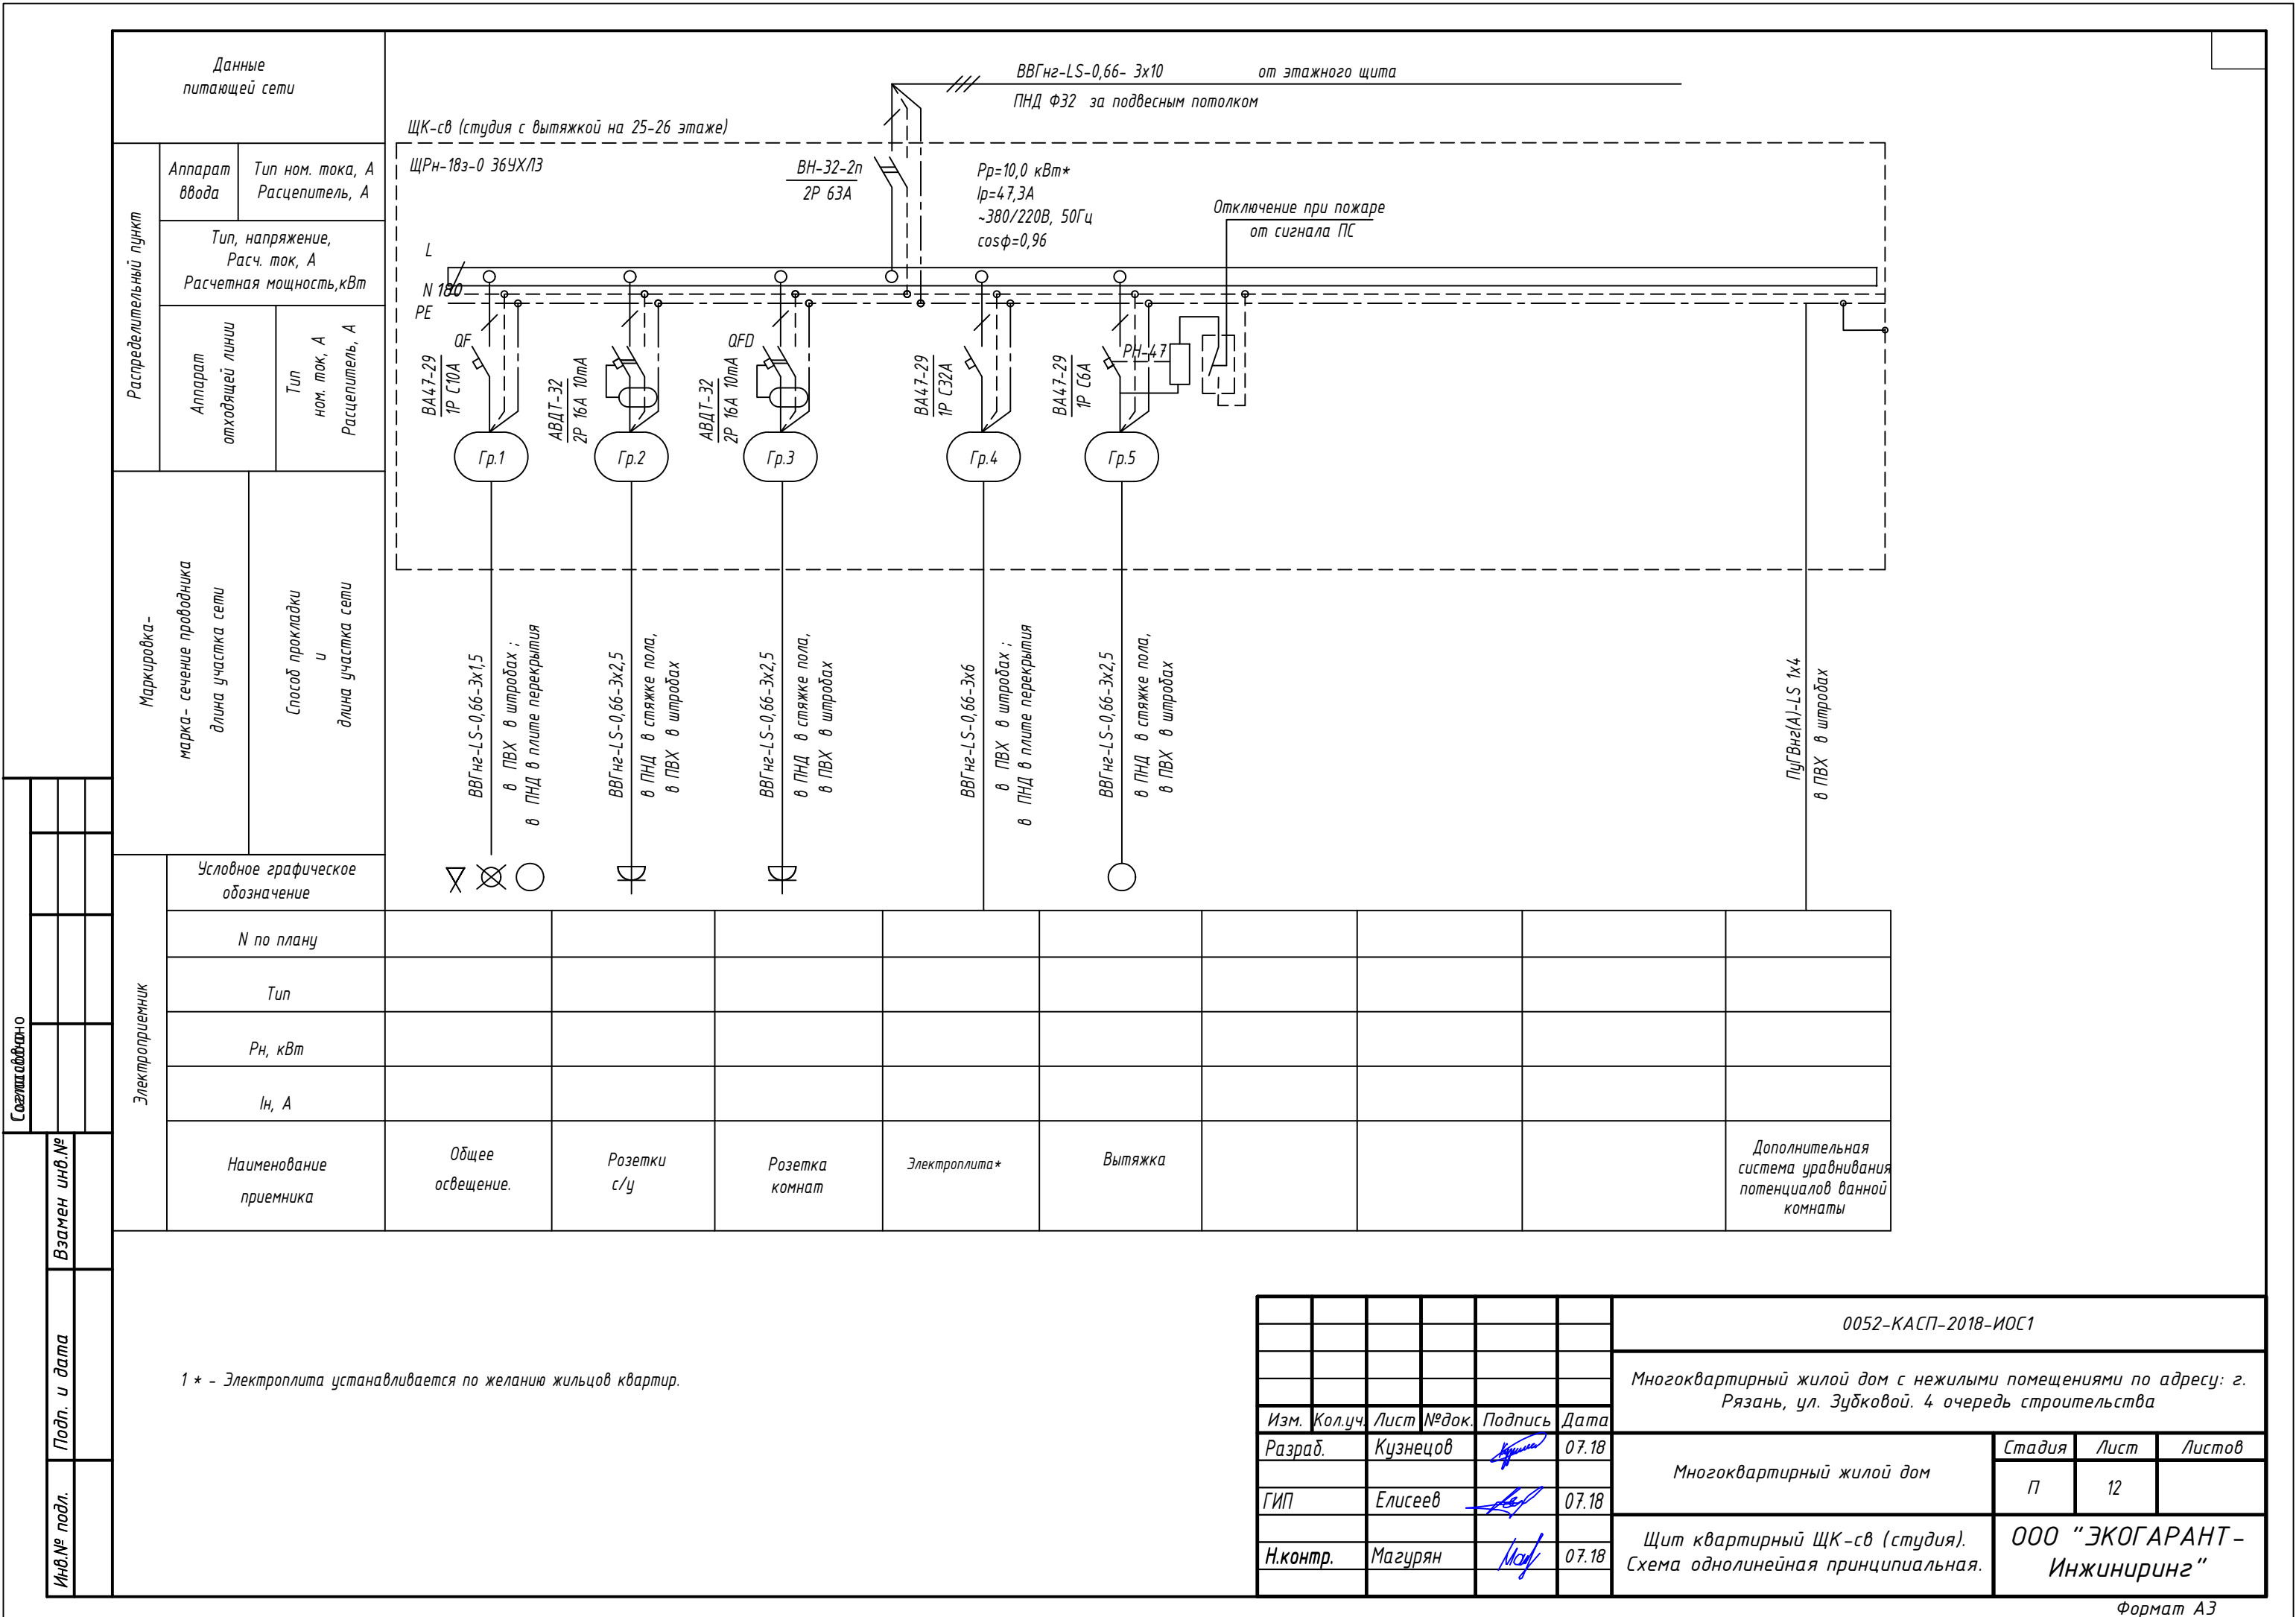 Данные
питающей сети
ВВГнг-LS-0,66- 3x10 от этажного щита
ПНД Ф32 за подвесным потолком
ЩК-св (студия с вытяжкой на 25-26 этаже)
ЩРн-18з-0 36УХЛ3
Распределительный пункт
Аппарат
ввода
Тип ном. тока, А
Расцепитель, А
Тип, напряжение,
Расч. ток, А
Расчетная мощность,кВт
Аппарат
отходящей линии
Тип
ном. ток, А
Расцепитель, А
ВН-32-2п
2Р 63А
Рр=10,0 кВт*
Iр=47,3А
~380/220В, 50Гц
cosφ=0,96
Отключение при пожаре
от сигнала ПС
L
N 180
PE
QF
ВА47-29
1Р С10А
АВДТ-32
2Р 16А 10mA
QFD
АВДТ-32
2Р 16А 10mA
ВА47-29
1Р С32А
ВА47-29
1Р С6А
РН-47
Гр.1
Гр.2
Гр.3
Гр.4
Гр.5
Маркировка-
марка- сечение проводника
длина участка сети
Способ прокладки
и
длина участка сети
ВВГнг-LS-0,66-3x1,5
в ПВХ в штробах ;
в ПНД в плите перекрытия
ВВГнг-LS-0,66-3x2,5
в ПНД в стяжке пола,
в ПВХ в штробах
ВВГнг-LS-0,66-3x2,5
в ПНД в стяжке пола,
в ПВХ в штробах
ВВГнг-LS-0,66-3x6
в ПВХ в штробах ;
в ПНД в плите перекрытия
ВВГнг-LS-0,66-3x2,5
в ПНД в стяжке пола,
в ПВХ в штробах
ПуГВнг(А)-LS 1x4
в ПВХ в штробах
Электроприемник
Условное графическое
обозначение
N по плану
Тип
Рн, кВт
Iн, А
Наименование
приемника
Общее
освещение.
Розетки
с/у
Розетка
комнат
Электроплита*
Вытяжка
Дополнительная
система уравнивания
потенциалов ванной
комнаты
1 * - Электроплита устанавливается по желанию жильцов квартир.
Взамен инв.№
Подп. и дата
Инв.№ подл.
0052-КАСП-2018-ИОС1
Многоквартирный жилой дом с нежилыми помещениями по адресу: г.
Рязань, ул. Зубковой. 4 очередь строительства
Изм. Кол.уч. Лист №док. Подпись Дата
Разраб. Кузнецов 07.18
ГИП Елисеев 07.18
Н.контр. Магурян 07.18
Многоквартирный жилой дом
Стадия Лист Листов
П 12
Щит квартирный ЩК-св (студия).
Схема однолинейная принципиальная.
ООО "ЭКОГАРАНТ-
Инжиниринг"
Формат А3